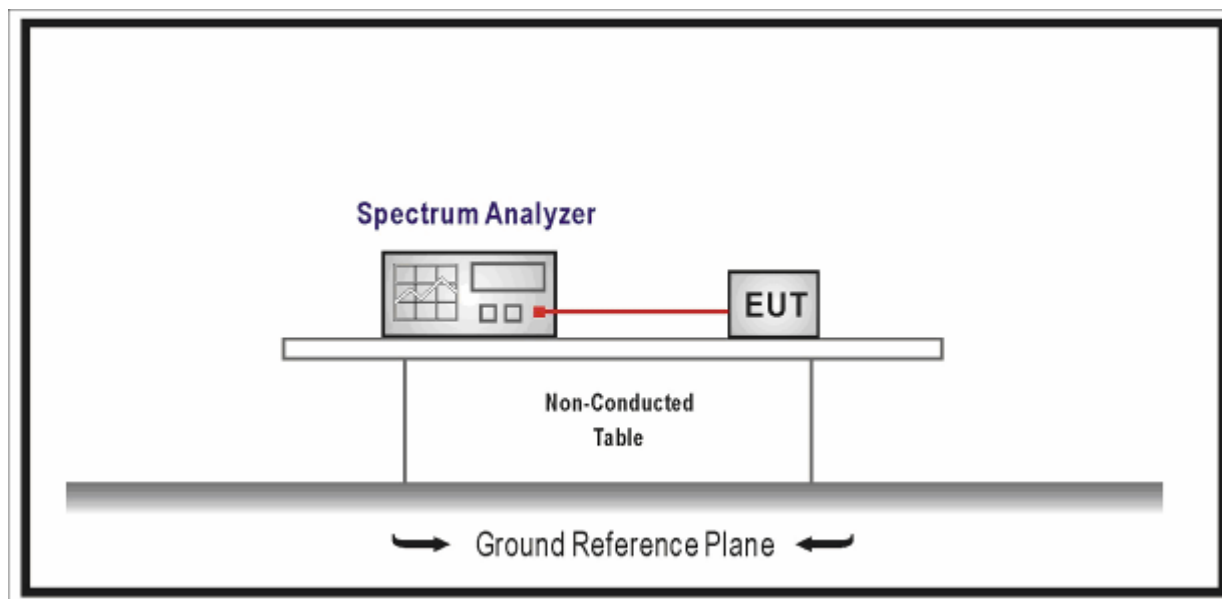 Spectrum Analyzer
EUT
Non-Conducted
Table
Ground Reference Plane